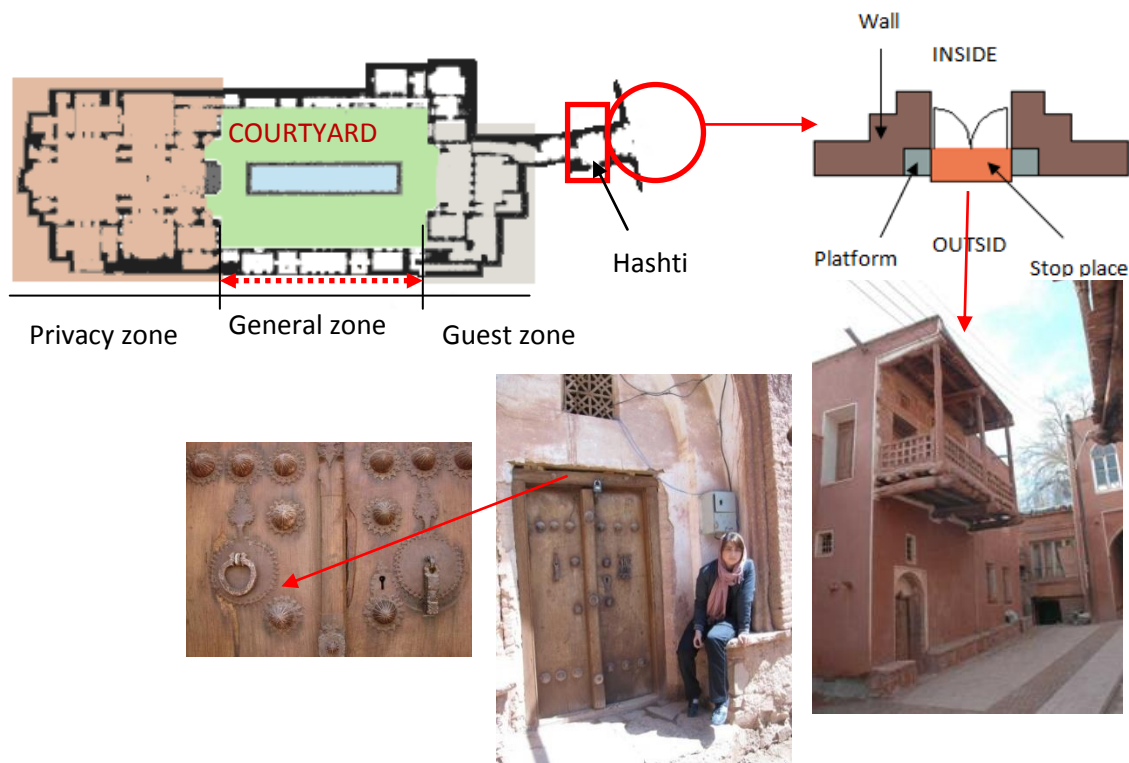 Wall
INSIDE
COURTYARD
Hashti
Platform
OUTSID
Stop place
Privacy zone
General zone
Guest zone